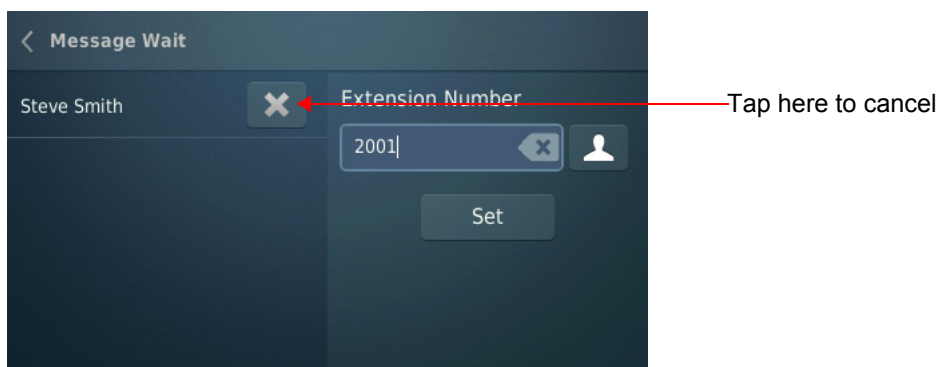 Message Wait
Steve Smith
Extension Number
Tap here to cancel
2001
Set